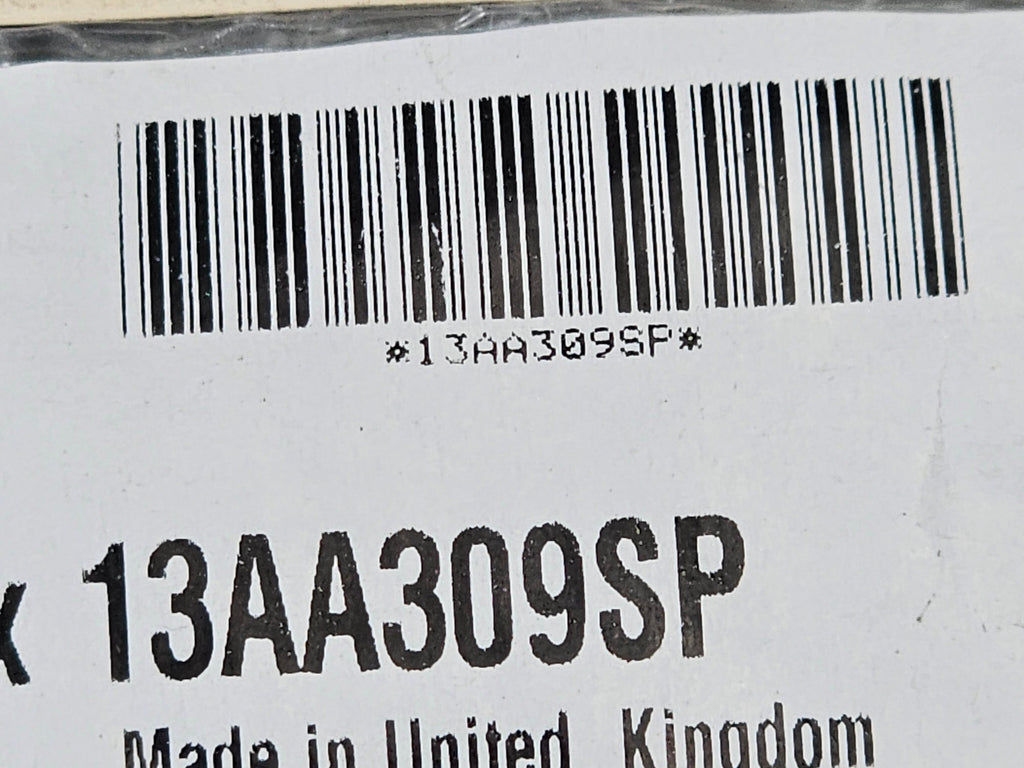 *13AA309SP*
x 13AA309SP
Made in United Kingdom